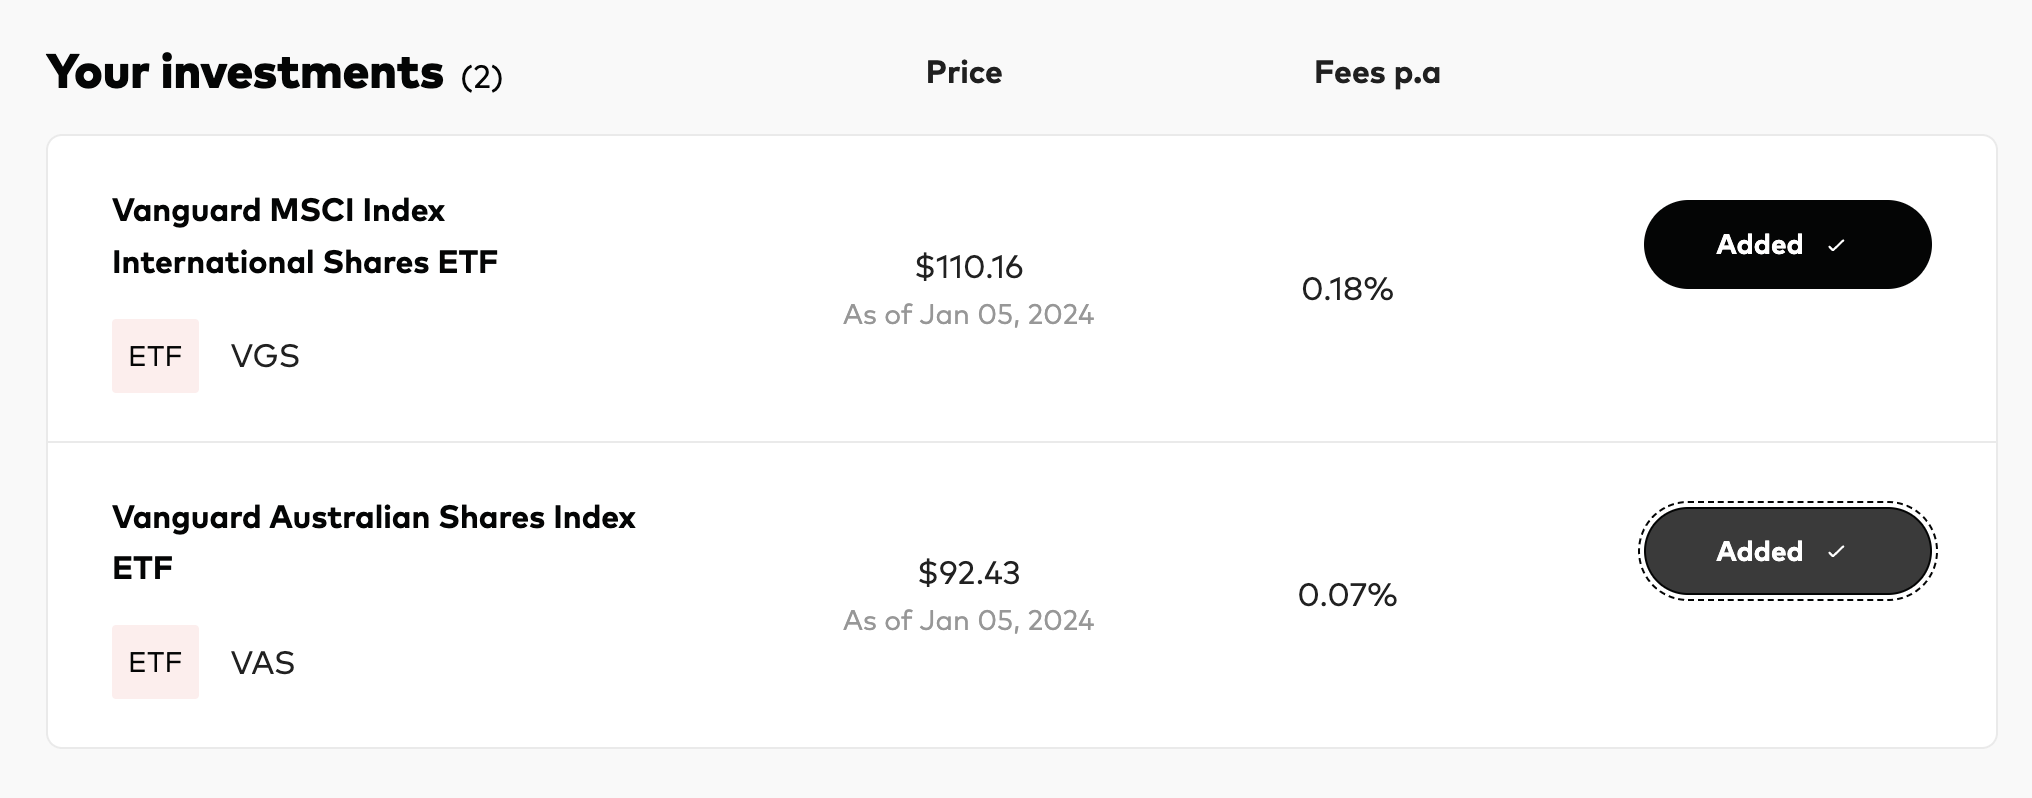 Your investments (2) Price Fees p.a
Vanguard MSCI Index
International Shares ETF
$110.16
As of Jan 05, 2024
0.18%
Added ✓
ETF VGS
Vanguard Australian Shares Index
ETF
$92.43
As of Jan 05, 2024
0.07%
Added ✓
ETF VAS